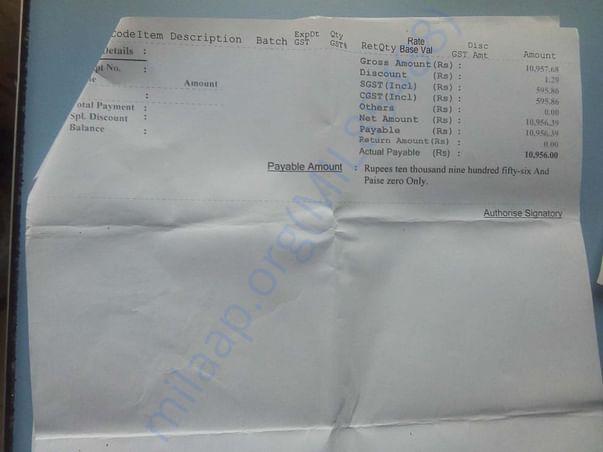 codeItem Description Batch ExpDt GST Qty GST% RetQty Rate Base Val Disc GST Amt Amount
Details :
pt No. :
Amount
:
Total Payment :
Spl. Discount :
Balance :
Gross Amount(Rs) : 10,957.68
Discount (Rs) : 1.29
SGST(Incl) (Rs) : 595.86
CGST(Incl) (Rs) : 595.86
Others (Rs) : 0.00
Net Amount (Rs) : 10,956.39
Payable (Rs) : 10,956.39
Return Amount(Rs) : 0.00
Actual Payable (Rs) : 10,956.00
Payable Amount : Rupees ten thousand nine hundred fifty-six And
Paise zero Only.
Authorise Signatory